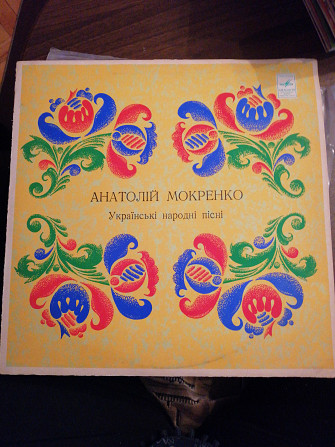 АНАТОЛІЙ МОКРЕНКО
Українські народні пісні